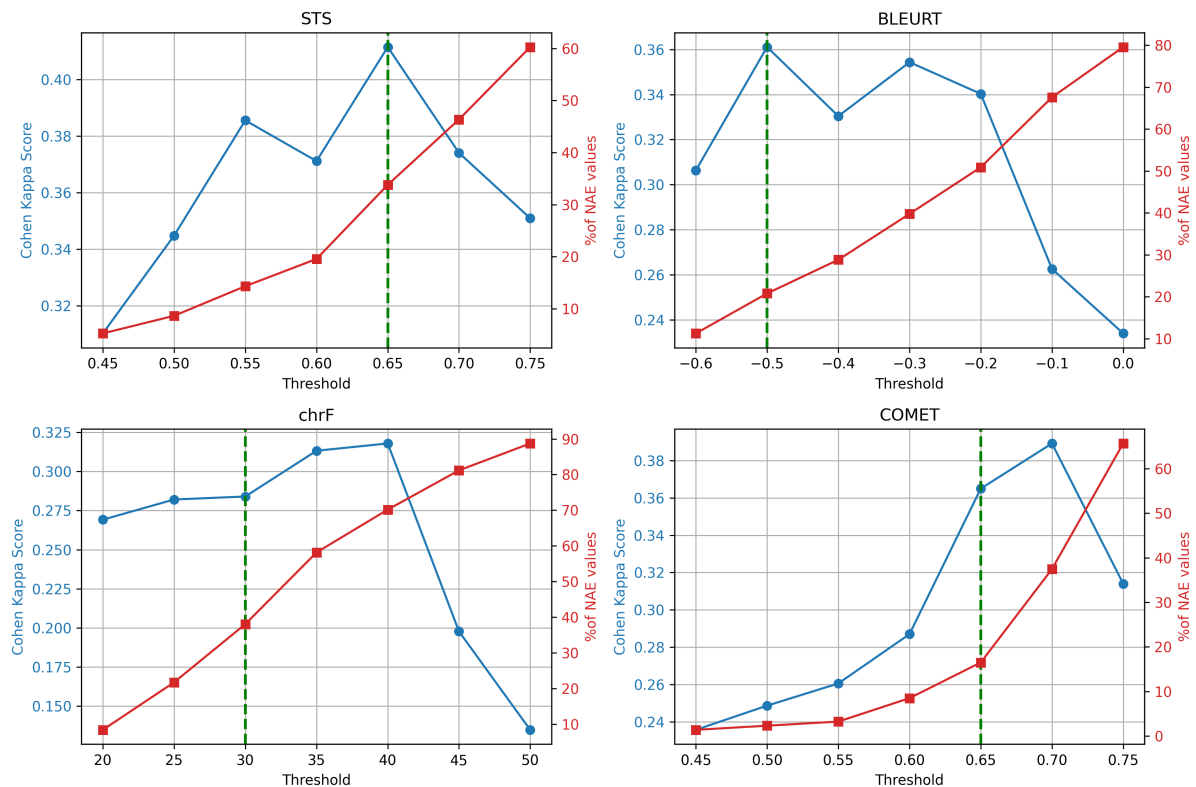 STS
Cohen Kappa Score
0.40
0.38
0.36
0.34
0.32
60
50
40
30
20
10
%of NAE values
0.45 0.50 0.55 0.60 0.65 0.70 0.75
Threshold
BLEURT
Cohen Kappa Score
0.36
0.34
0.32
0.30
0.28
0.26
0.24
80
70
60
50
40
30
20
10
%of NAE values
−0.6 −0.5 −0.4 −0.3 −0.2 −0.1 0.0
Threshold
chrF
Cohen Kappa Score
0.325
0.300
0.275
0.250
0.225
0.200
0.175
0.150
90
80
70
60
50
40
30
20
10
%of NAE values
20 25 30 35 40 45 50
Threshold
COMET
Cohen Kappa Score
0.38
0.36
0.34
0.32
0.30
0.28
0.26
0.24
60
50
40
30
20
10
0
%of NAE values
0.45 0.50 0.55 0.60 0.65 0.70 0.75
Threshold